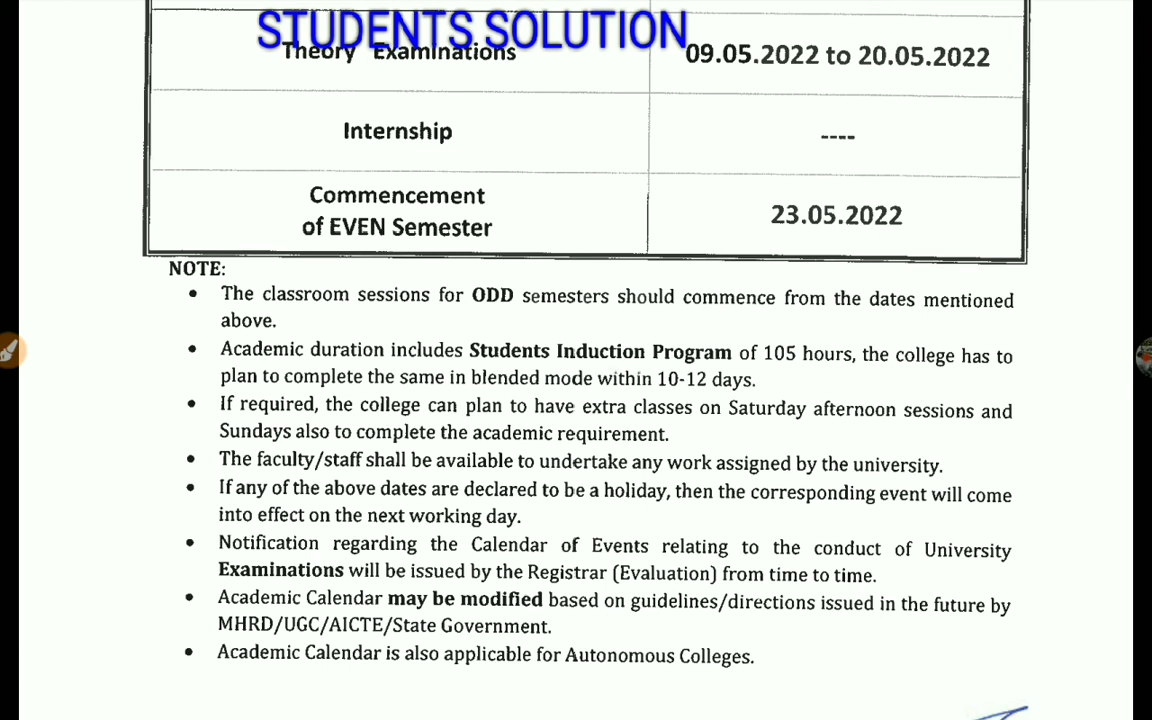 STUDENTS SOLUTION
Theory Examinations
09.05.2022 to 20.05.2022
Internship
----
Commencement
of EVEN Semester
23.05.2022
NOTE:
• The classroom sessions for ODD semesters should commence from the dates mentioned
above.
• Academic duration includes Students Induction Program of 105 hours, the college has to
plan to complete the same in blended mode within 10-12 days.
• If required, the college can plan to have extra classes on Saturday afternoon sessions and
Sundays also to complete the academic requirement.
• The faculty/staff shall be available to undertake any work assigned by the university.
• If any of the above dates are declared to be a holiday, then the corresponding event will come
into effect on the next working day.
• Notification regarding the Calendar of Events relating to the conduct of University
Examinations will be issued by the Registrar (Evaluation) from time to time.
• Academic Calendar may be modified based on guidelines/directions issued in the future by
MHRD/UGC/AICTE/State Government.
• Academic Calendar is also applicable for Autonomous Colleges.